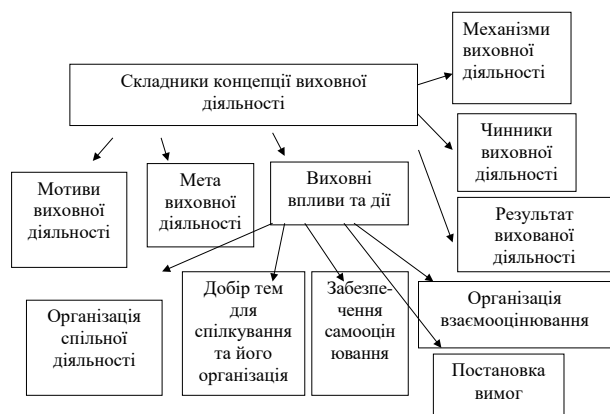 Механізми
виховної
діяльності
Складники концепції виховної
діяльності
Чинники
виховної
діяльності
Мотиви
виховної
діяльності
Мета
виховної
діяльності
Виховні
впливи та дії
Результат
вихованої
діяльності
Організація
спільної
діяльності
Добір тем
для
спілкування
та його
організація
Забезпе-
чення
самооцін
ювання
Організація
взаємооцінювання
Постановка
вимог